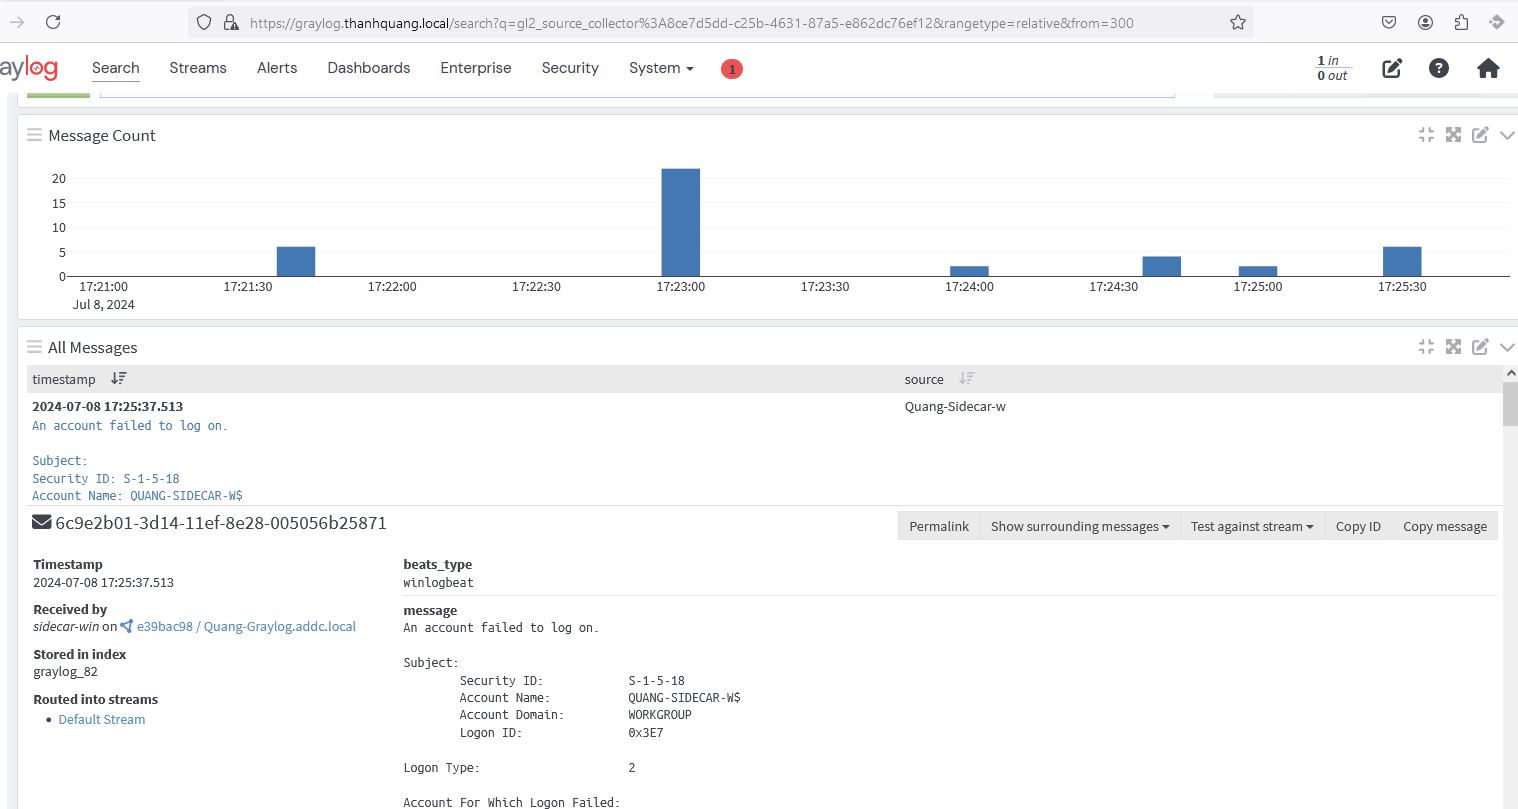 https://graylog.thanhquang.local/search?q=gl2_source_collector%3A8ce7d5dd-c25b-4631-87a5-e862dc76ef12&rangetype=relative&from=300
aylog Search Streams Alerts Dashboards Enterprise Security System 1 1 in
0 out ?
Message Count
20
15
10
5
0
17:21:00 17:21:30 17:22:00 17:22:30 17:23:00 17:23:30 17:24:00 17:24:30 17:25:00 17:25:30
Jul 8, 2024
All Messages
timestamp source
2024-07-08 17:25:37.513 Quang-Sidecar-w
An account failed to log on.
Subject:
Security ID: S-1-5-18
Account Name: QUANG-SIDECAR-W$
6c9e2b01-3d14-11ef-8e28-005056b25871 Permalink Show surrounding messages Test against stream Copy ID Copy message
Timestamp
2024-07-08 17:25:37.513
Received by
sidecar-win on e39bac98 / Quang-Graylog.addc.local
Stored in index
graylog_82
Routed into streams
• Default Stream
beats_type
winlogbeat
message
An account failed to log on.
Subject:
Security ID: S-1-5-18
Account Name: QUANG-SIDECAR-W$
Account Domain: WORKGROUP
Logon ID: 0x3E7
Logon Type: 2
Account For Which Logon Failed: